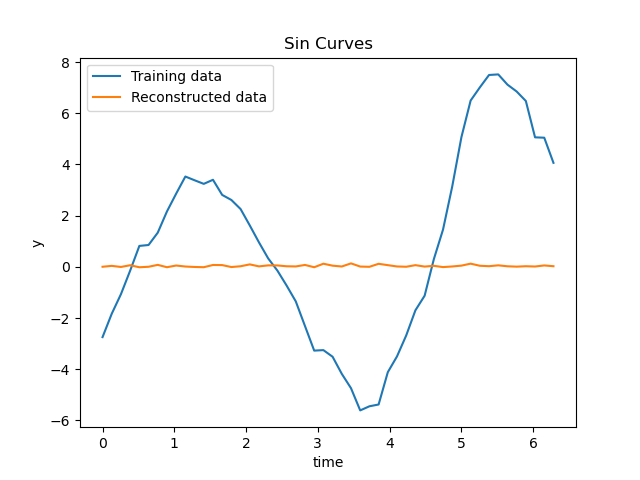 Sin Curves
Training data
Reconstructed data
8
6
4
2
0
−2
−4
−6
y
0 1 2 3 4 5 6
time